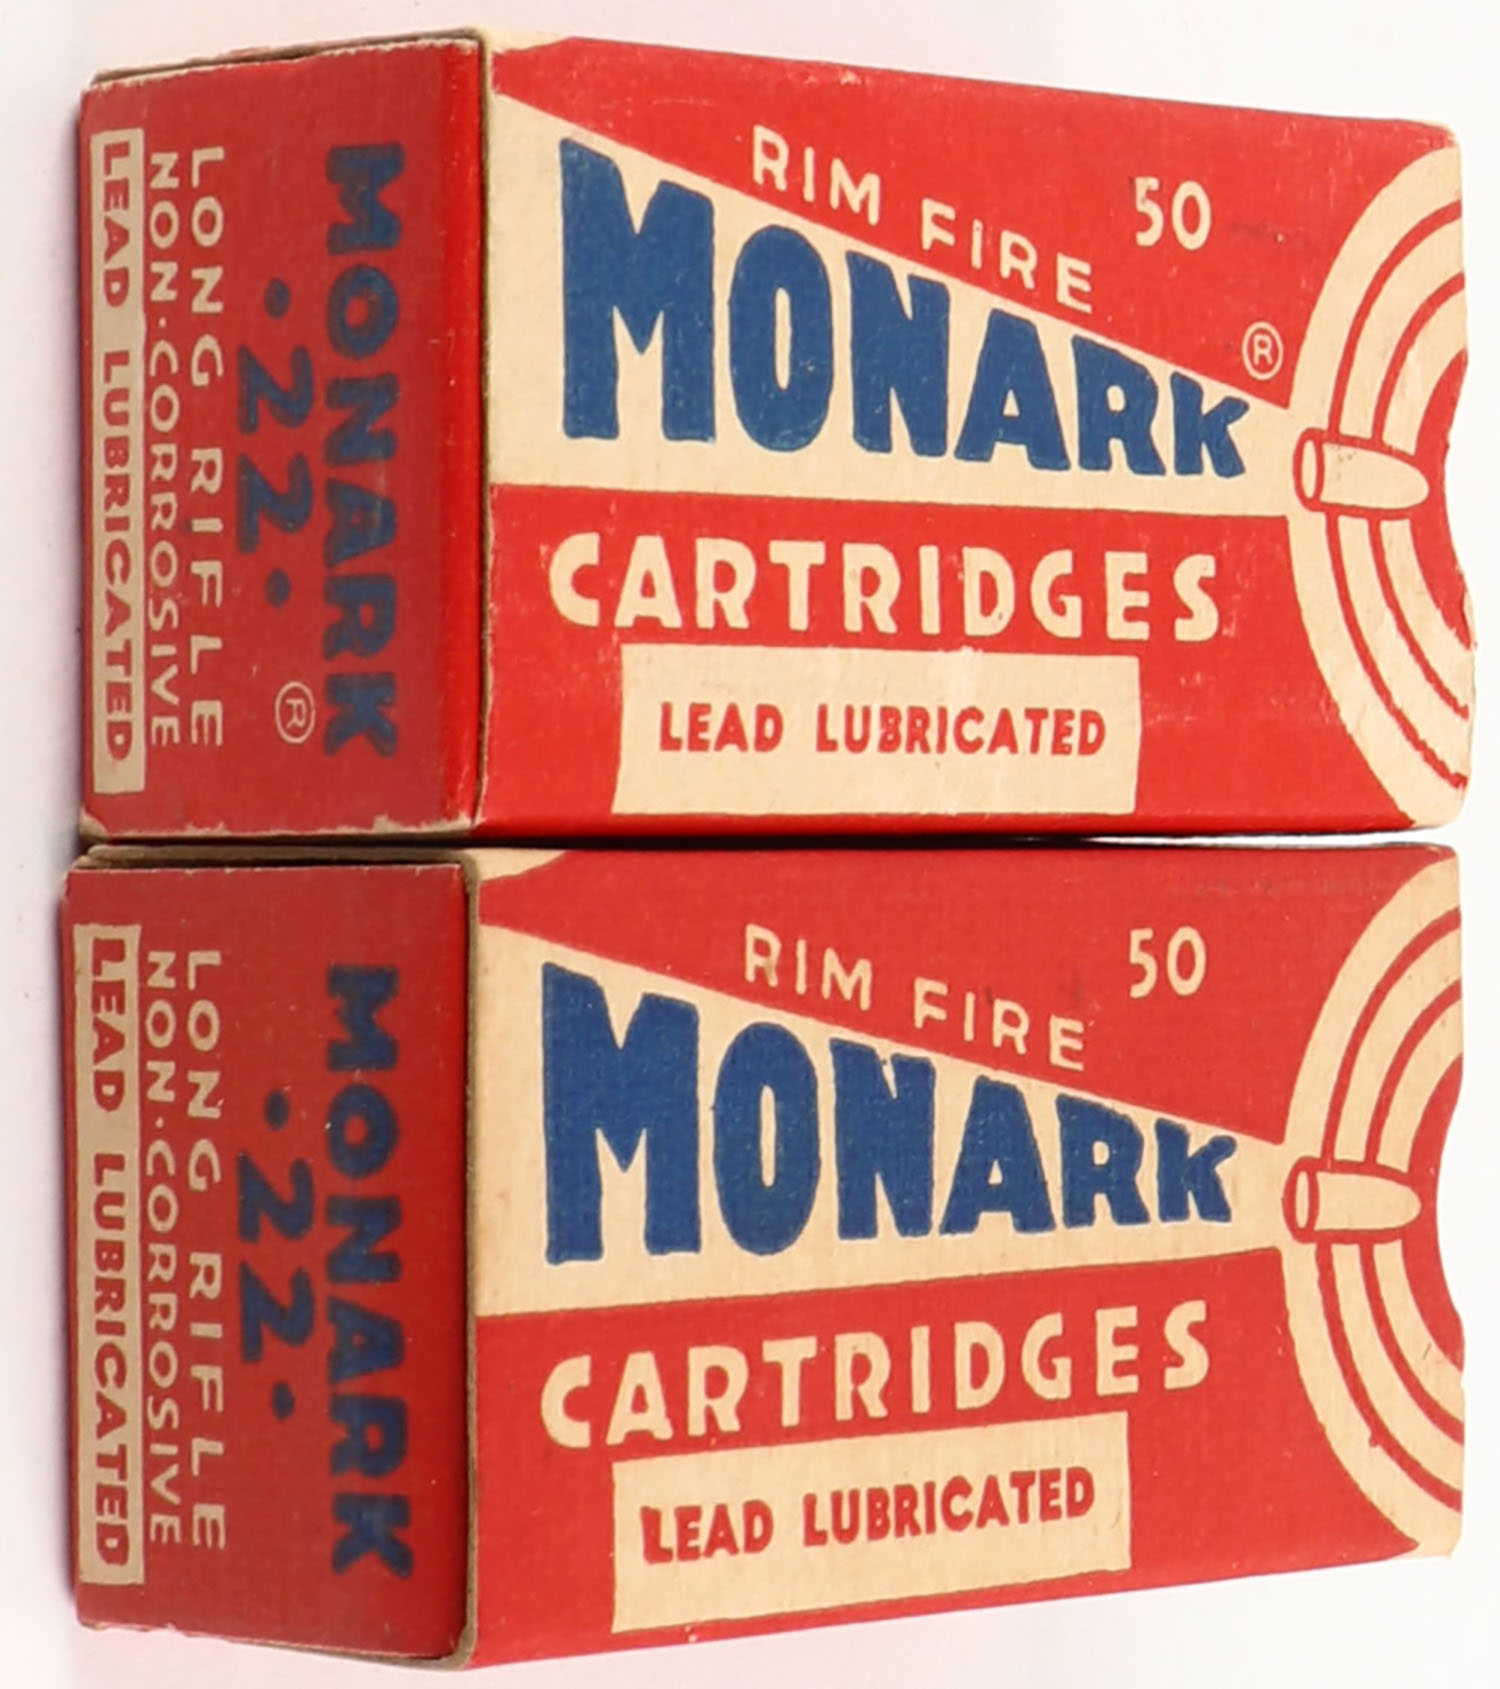 RIM FIRE
50
MONARK ®
CARTRIDGES
LEAD LUBRICATED
MONARK ®
.22.
LONG RIFLE
NON-CORROSIVE
LEAD LUBRICATED
RIM FIRE
50
MONARK
CARTRIDGES
LEAD LUBRICATED
MONARK
.22.
LONG RIFLE
NON-CORROSIVE
LEAD LUBRICATED